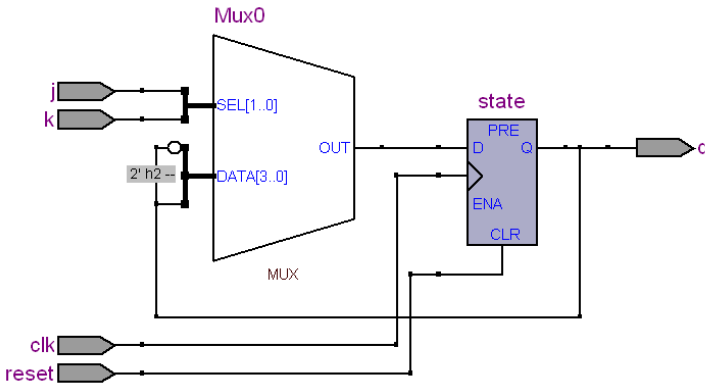 Mux0
j
k
SEL[1..0]
2' h2 --
DATA[3..0]
OUT
MUX
state
PRE
D
Q
ENA
CLR
clk
reset